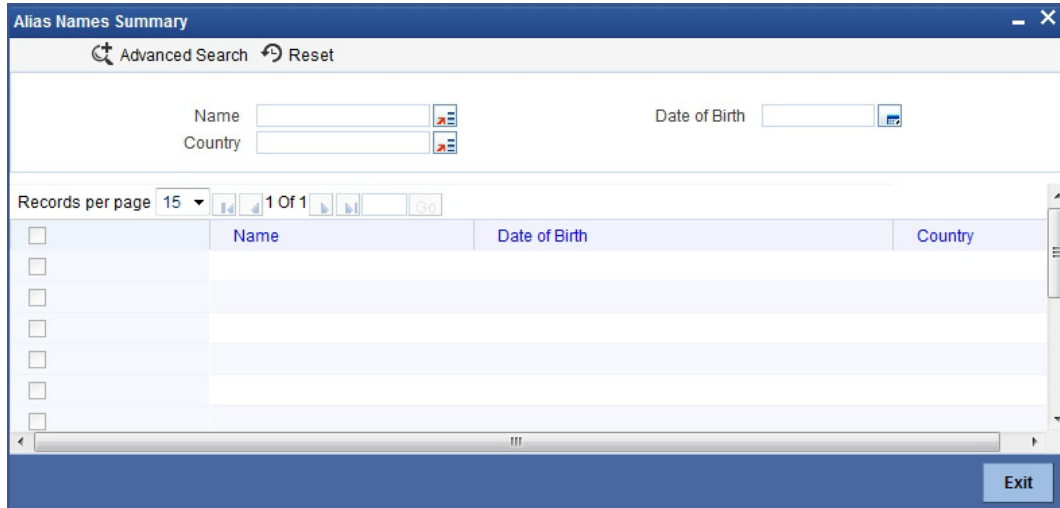 Alias Names Summary
Advanced Search Reset
Name Date of Birth
Country
Records per page 15 1 Of 1 Go
Name Date of Birth Country
Exit